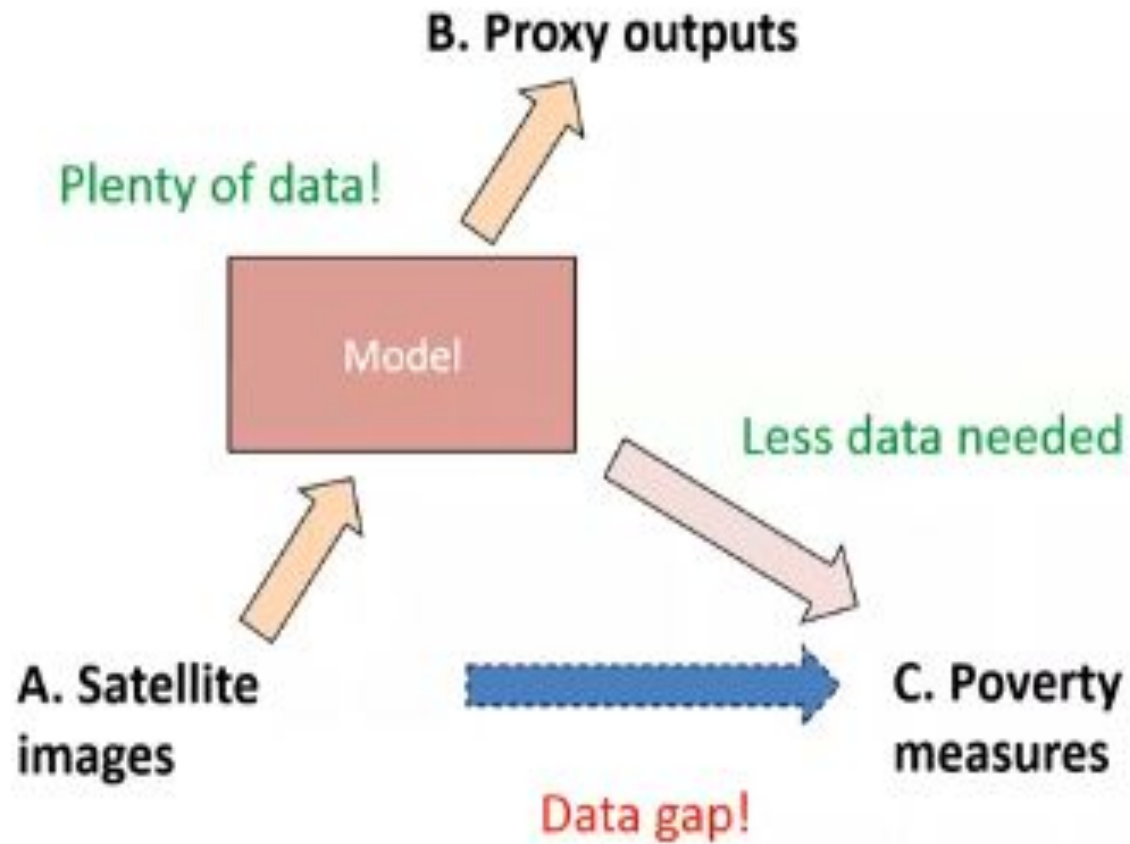 B. Proxy outputs
Plenty of data!
Model
Less data needed
A. Satellite
images
C. Poverty
measures
Data gap!